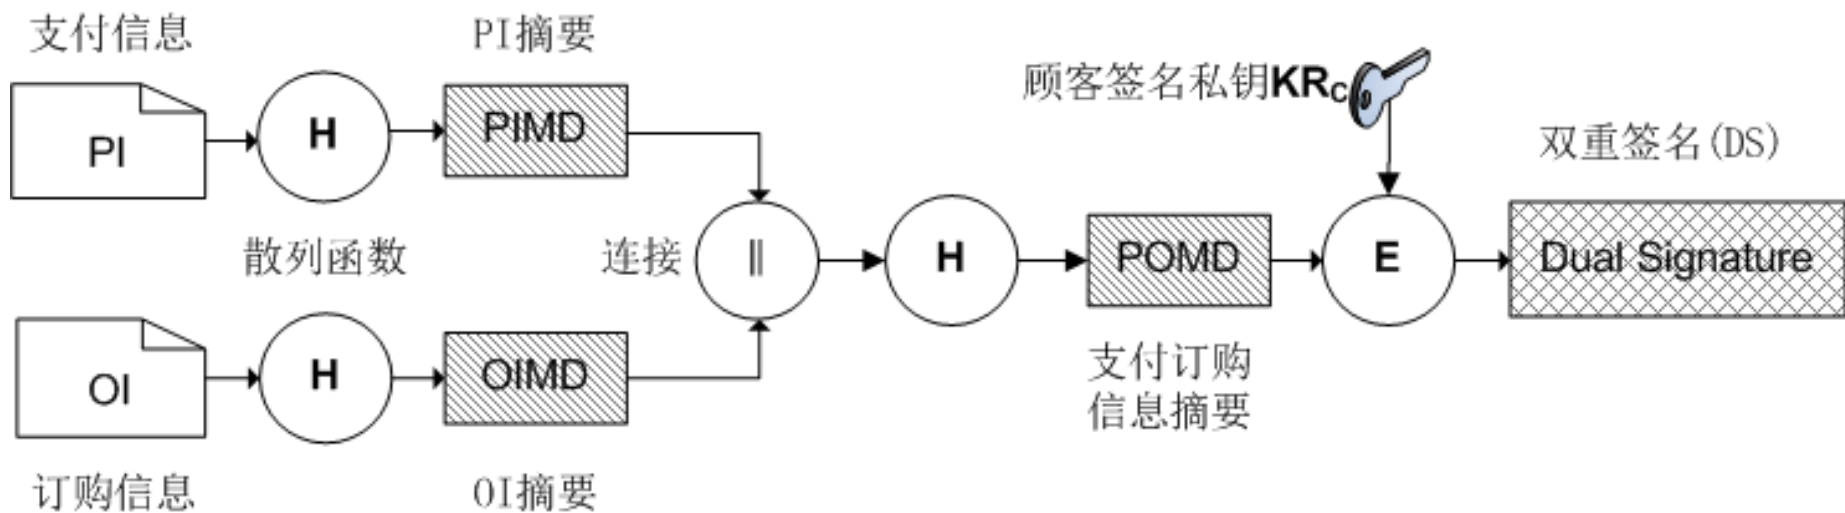 支付信息
PI摘要
顾客签名私钥KRC
双重签名(DS)
PI
H
PIMD
散列函数
连接
||
H
POMD
E
Dual Signature
OI
H
OIMD
支付订购
信息摘要
订购信息
OI摘要